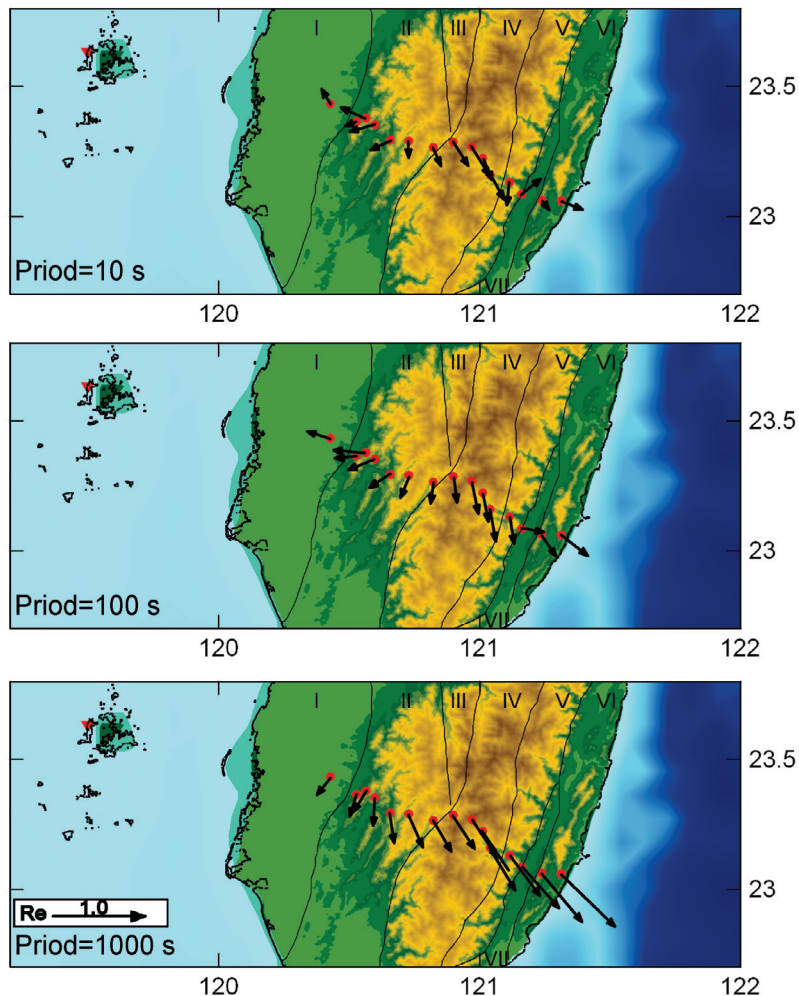 I II III IV V VI
23.5
23
VII
Priod=10 s
120 121 122
I II III IV V VI
23.5
23
VII
Priod=100 s
120 121 122
I II III IV V VI
23.5
23
Re 1.0
Priod=1000 s
VII
120 121 122